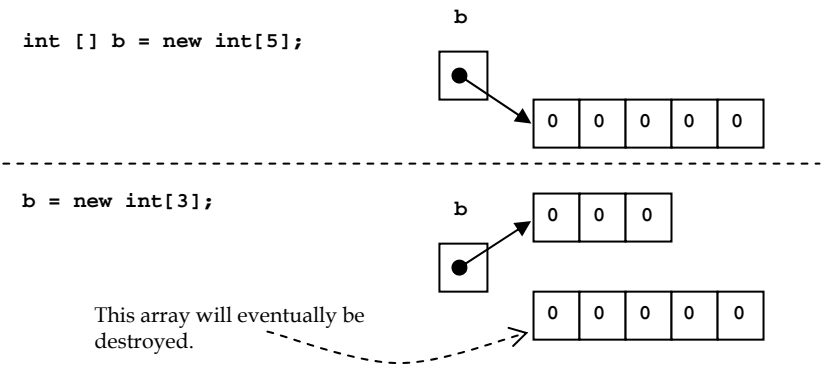 b
int [] b = new int[5];
0 0 0 0 0
b = new int[3];
b
0 0 0
This array will eventually be
destroyed.
0 0 0 0 0